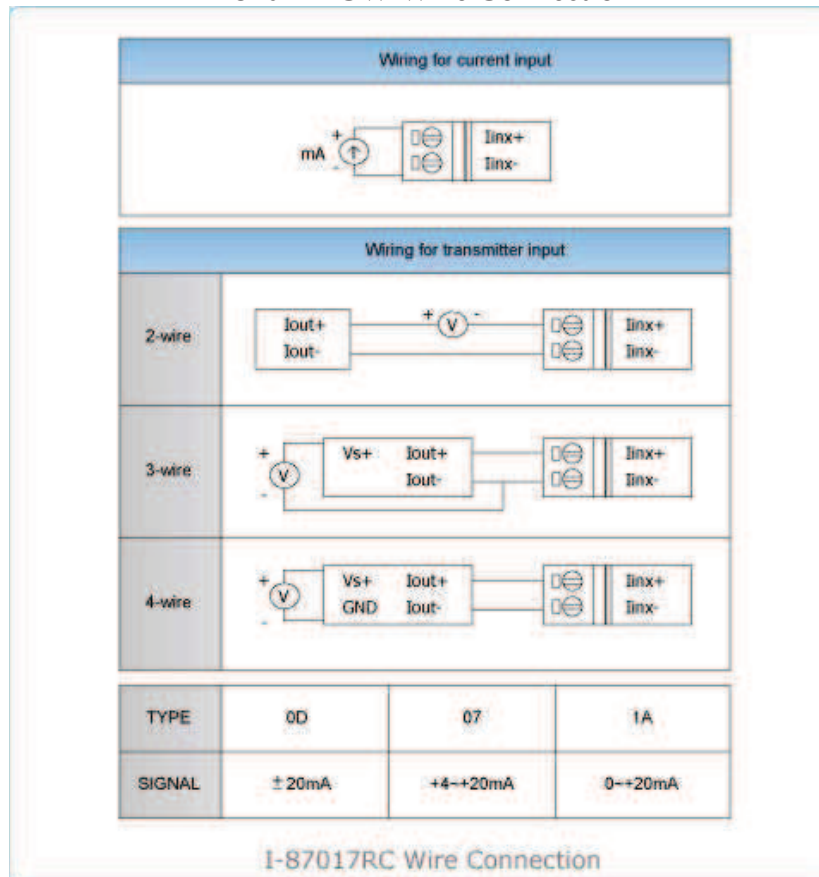 Wiring for current input
+
mA
-
Iinx+
Iinx-
Wiring for transmitter input
2-wire
Iout+
Iout-
+ V -
Iinx+
Iinx-
3-wire
+
V
-
Vs+ Iout+
Iout-
Iinx+
Iinx-
4-wire
+
V
-
Vs+ Iout+
GND Iout-
Iinx+
Iinx-
TYPE 0D 07 1A
SIGNAL ±20mA +4~+20mA 0~+20mA
I-87017RC Wire Connection